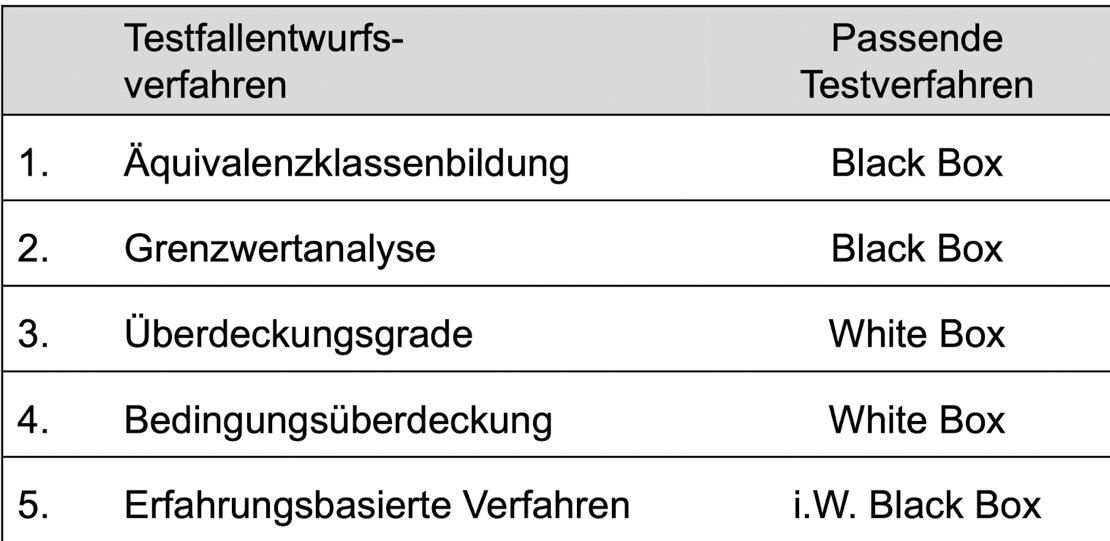 Testfallentwurfs-
verfahren
Passende
Testverfahren
1. Äquivalenzklassenbildung Black Box
2. Grenzwertanalyse Black Box
3. Überdeckungsgrade White Box
4. Bedingungsüberdeckung White Box
5. Erfahrungsbasierte Verfahren i.W. Black Box